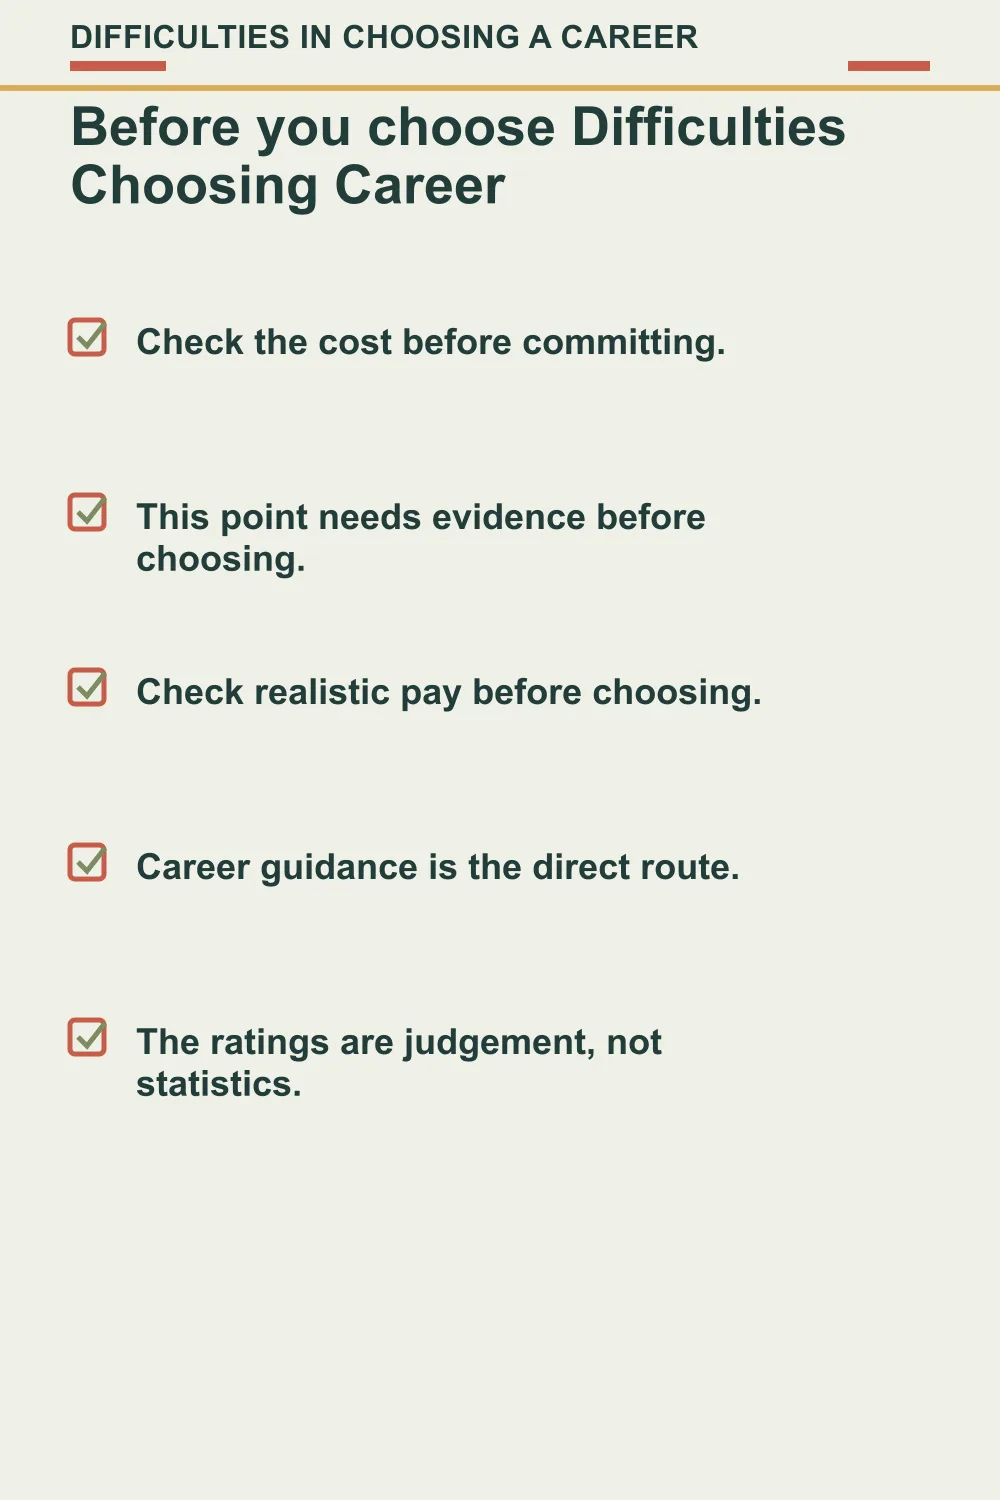 DIFFICULTIES IN CHOOSING A CAREER
Before you choose Difficulties
Choosing Career
Check the cost before committing.
This point needs evidence before
choosing.
Check realistic pay before choosing.
Career guidance is the direct route.
The ratings are judgement, not
statistics.